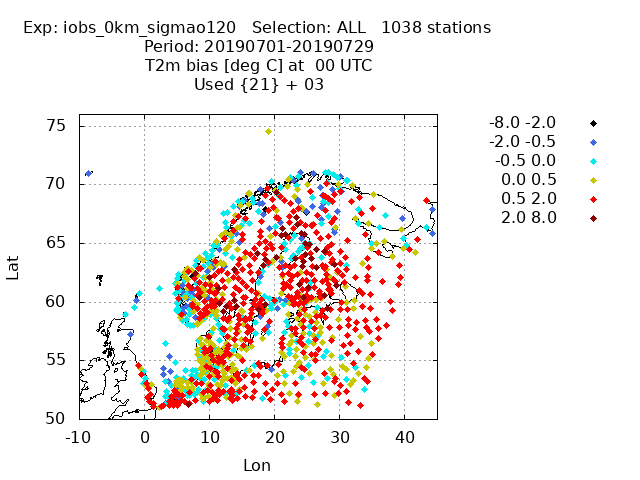 Exp: iobs_0km_sigmao120   Selection: ALL   1038 stations
Period: 20190701-20190729
T2m bias [deg C] at  00 UTC
Used {21} + 03
-8.0 -2.0
-2.0 -0.5
-0.5 0.0
0.0 0.5
0.5 2.0
2.0 8.0
75
70
65
60
55
50
Lat
-10 0 10 20 30 40
Lon